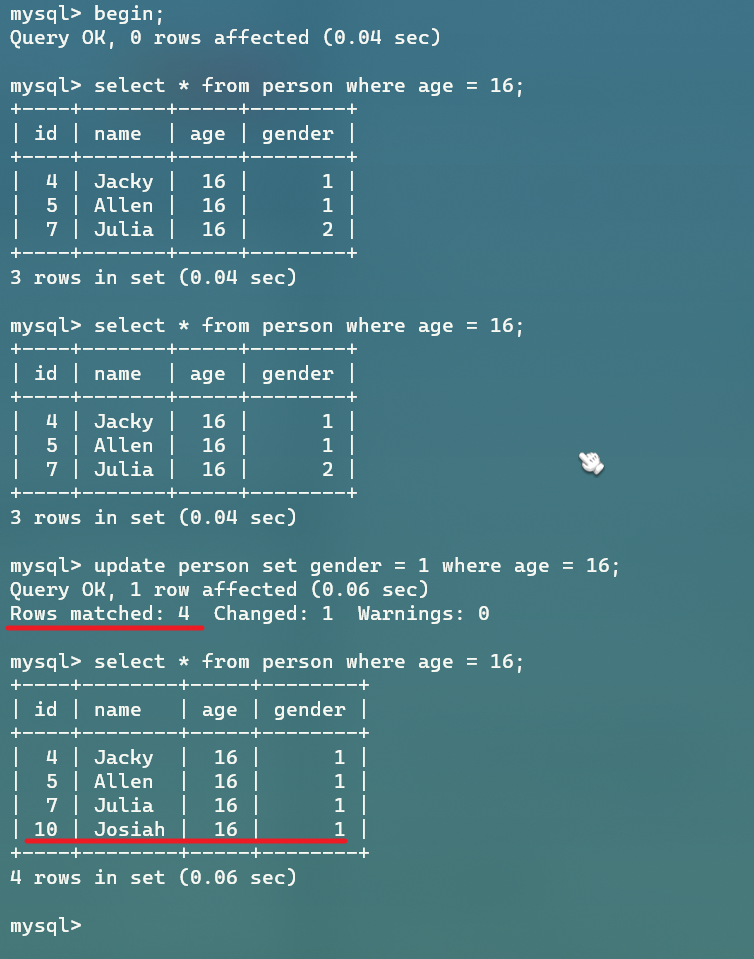 mysql> begin;
Query OK, 0 rows affected (0.04 sec)
mysql> select * from person where age = 16;
+----+-------+-----+--------+
| id | name  | age | gender |
+----+-------+-----+--------+
|  4 | Jacky |  16 |      1 |
|  5 | Allen |  16 |      1 |
|  7 | Julia |  16 |      2 |
+----+-------+-----+--------+
3 rows in set (0.04 sec)
mysql> select * from person where age = 16;
+----+-------+-----+--------+
| id | name  | age | gender |
+----+-------+-----+--------+
|  4 | Jacky |  16 |      1 |
|  5 | Allen |  16 |      1 |
|  7 | Julia |  16 |      2 |
+----+-------+-----+--------+
3 rows in set (0.04 sec)
mysql> update person set gender = 1 where age = 16;
Query OK, 1 row affected (0.06 sec)
Rows matched: 4  Changed: 1  Warnings: 0
mysql> select * from person where age = 16;
+----+--------+-----+--------+
| id | name   | age | gender |
+----+--------+-----+--------+
|  4 | Jacky  |  16 |      1 |
|  5 | Allen  |  16 |      1 |
|  7 | Julia  |  16 |      1 |
| 10 | Josiah |  16 |      1 |
+----+--------+-----+--------+
4 rows in set (0.06 sec)
mysql>